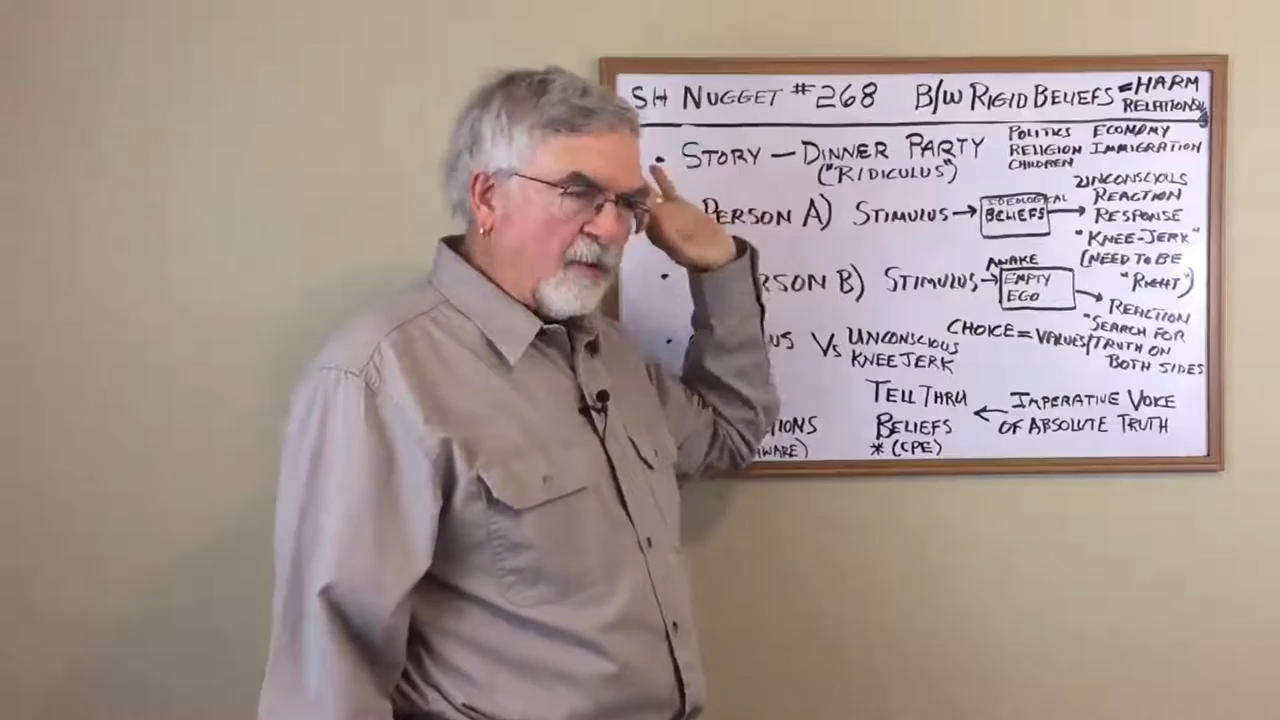 SH NUGGET #268 B/W RIGID BELIEFS = HARM RELATIONS
• STORY — DINNER PARTY
("RIDICULUS")
POLITICS ECONOMY
RELIGION IMMIGRATION
CHILDREN
PERSON A) STIMULUS → IDEOLOGICAL BELIEFS →
UNCONSCIOUS
REACTION
RESPONSE
"KNEE-JERK"
(NEED TO BE
"RIGHT")
• RSON B) STIMULUS → AWAKE EMPTY EGO →
REACTION
"SEARCH FOR
TRUTH ON
BOTH SIDES
• US VS UNCONSCIOUS
KNEE JERK
CHOICE = VALUES/
TELL THRU
BELIEFS
* (CPE)
← IMPERATIVE VOICE
OF ABSOLUTE TRUTH
TIONS
AWARE)